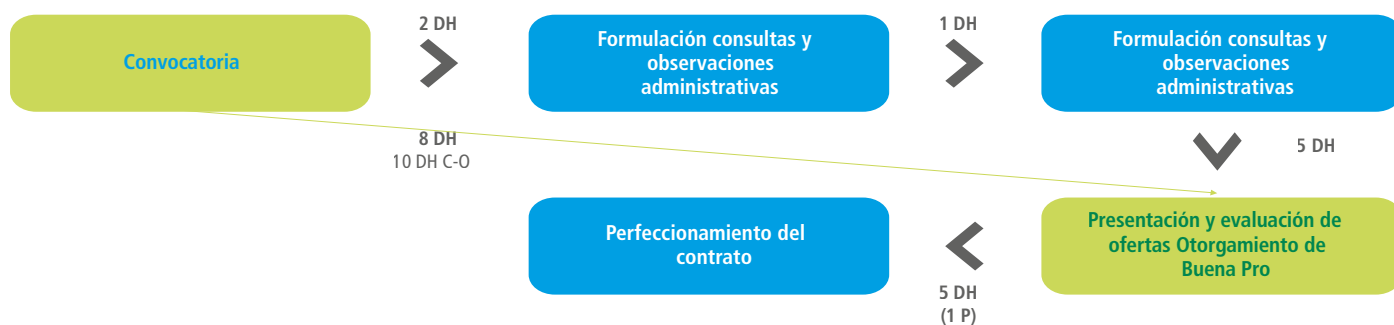 Convocatoria
2 DH
Formulación consultas y
observaciones
administrativas
1 DH
Formulación consultas y
observaciones
administrativas
8 DH
10 DH C-O
5 DH
Presentación y evaluación de
ofertas Otorgamiento de
Buena Pro
5 DH
(1 P)
Perfeccionamiento del
contrato